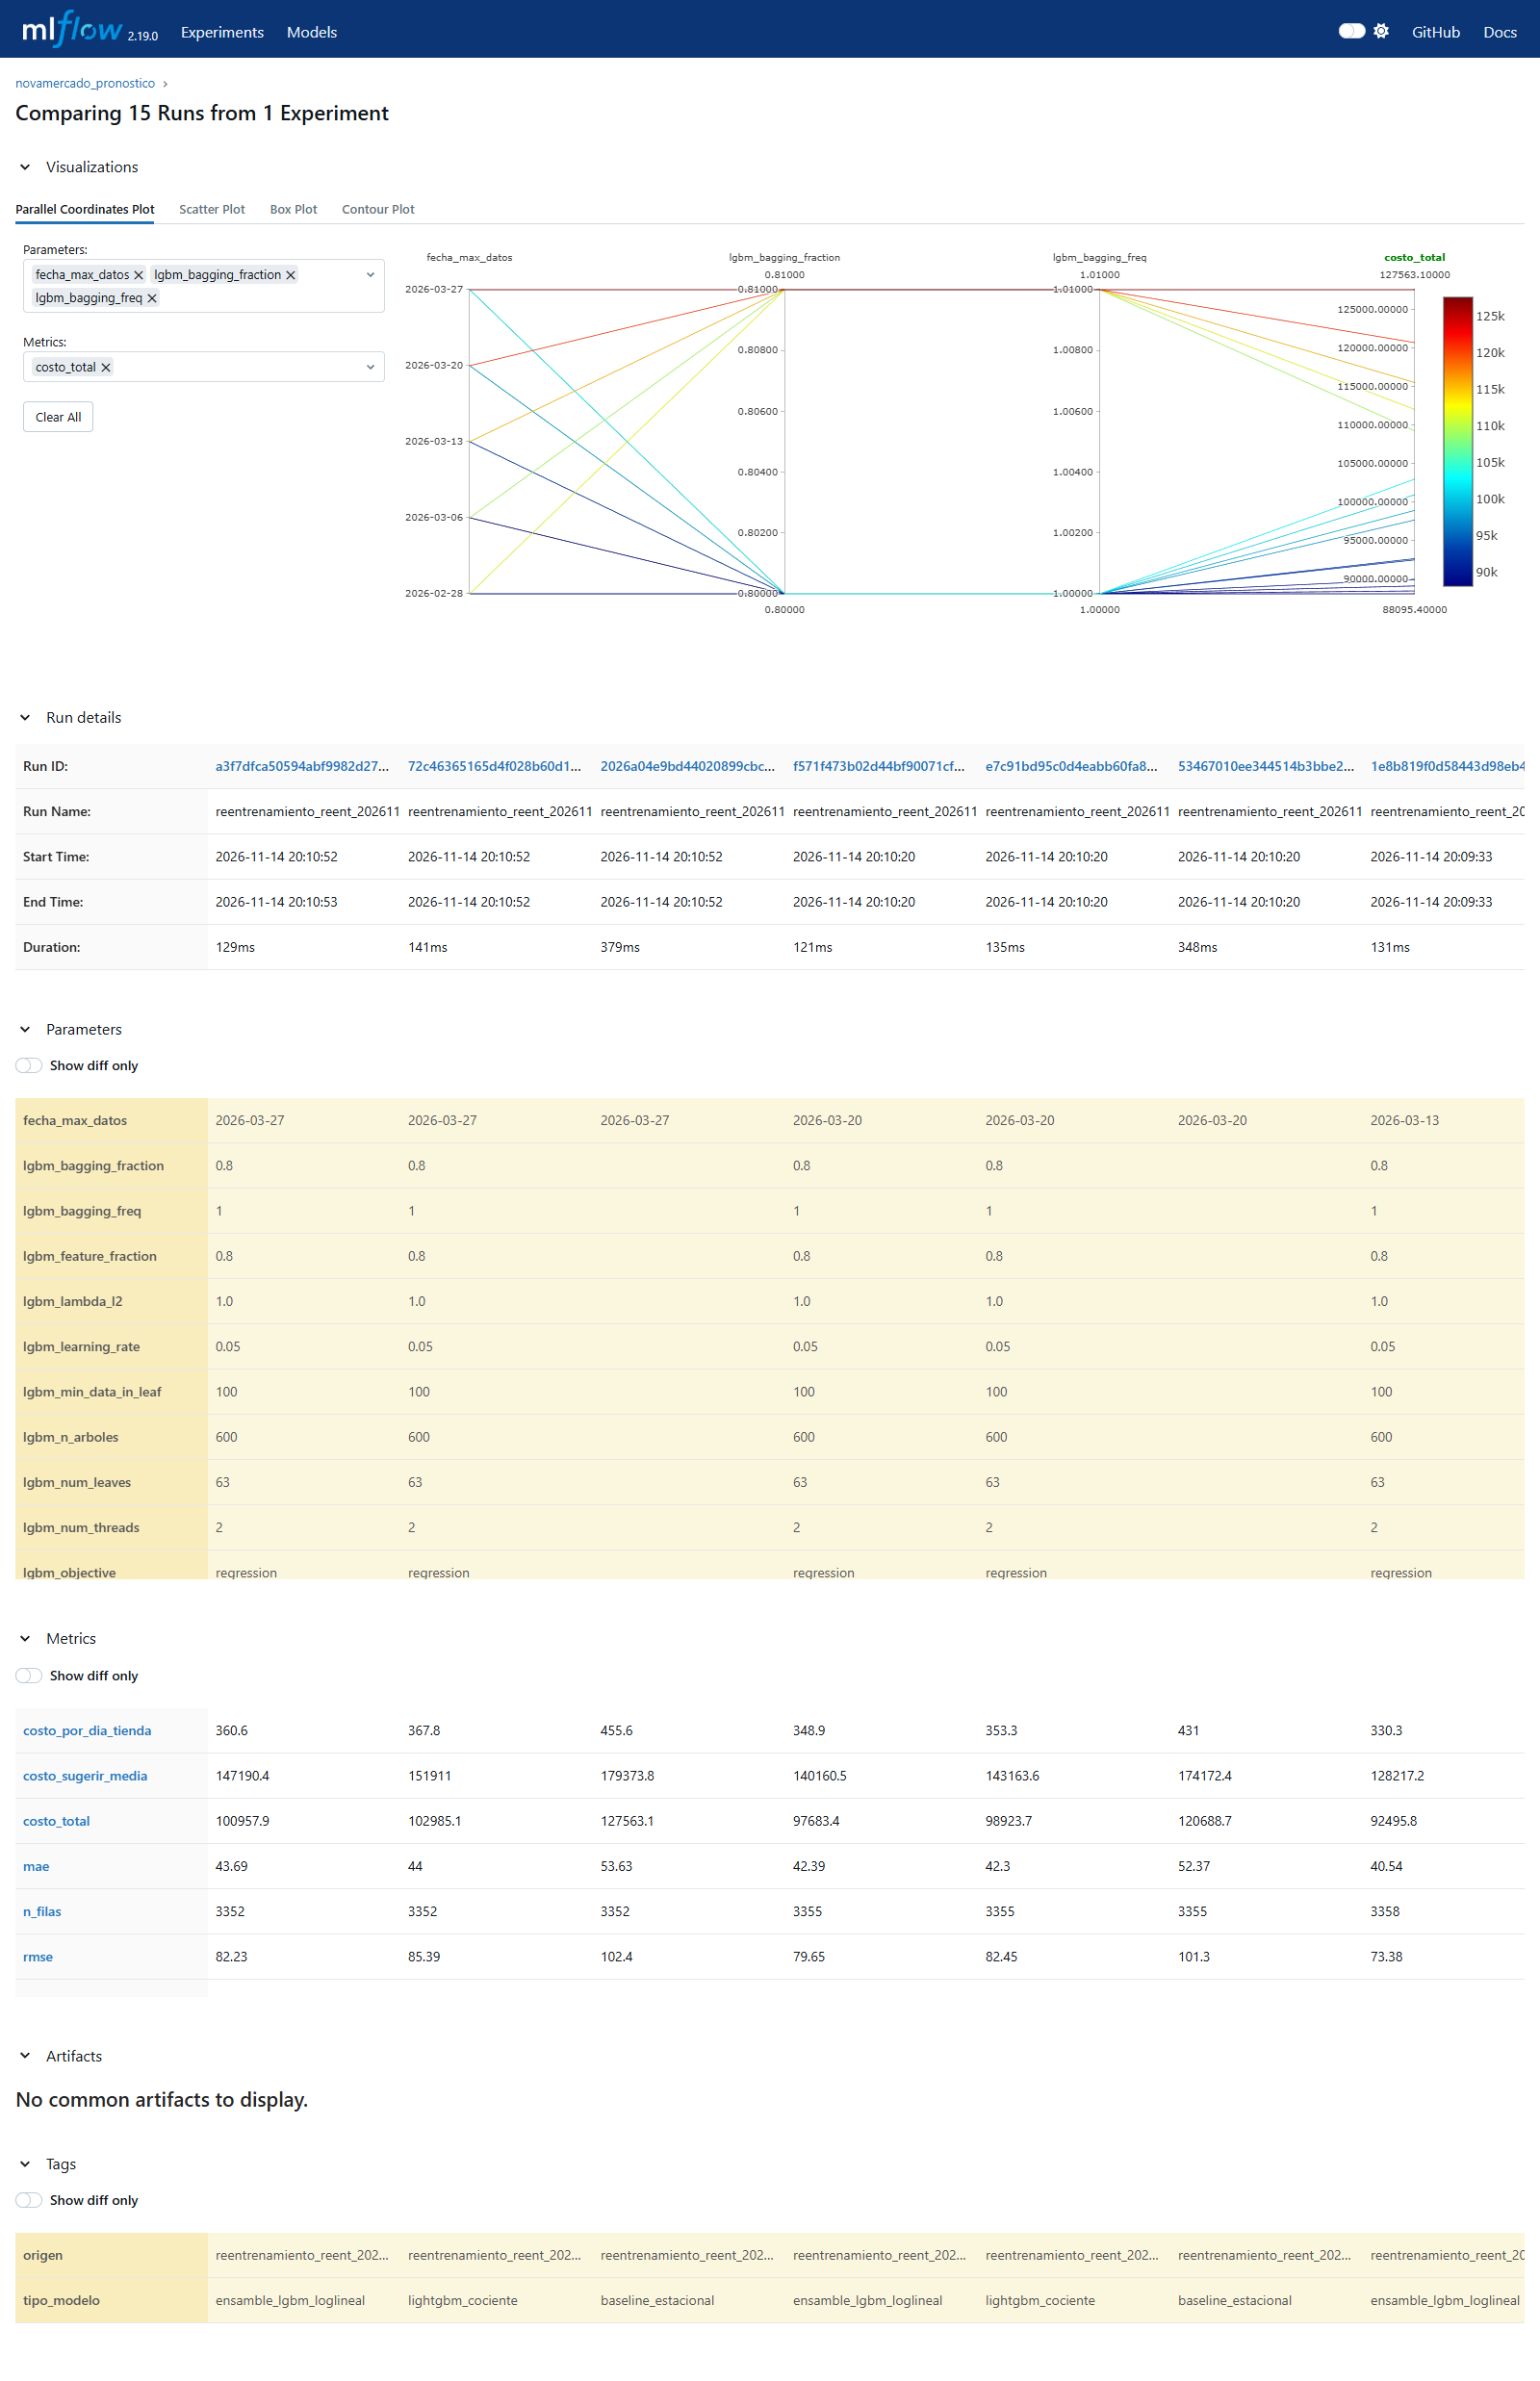 mlflow 2.19.0 Experiments Models GitHub Docs
novamercado_pronostico
Comparing 15 Runs from 1 Experiment
Visualizations
Parallel Coordinates Plot Scatter Plot Box Plot Contour Plot
Parameters:
fecha_max_datos lgbm_bagging_fraction
lgbm_bagging_freq
Metrics:
costo_total
Clear All
fecha_max_datos
2026-03-27
2026-03-20
2026-03-13
2026-03-06
2026-02-28
lgbm_bagging_fraction
0.81000
0.81000
0.80800
0.80600
0.80400
0.80200
0.80000
0.80000
lgbm_bagging_freq
1.01000
1.01000
1.00800
1.00600
1.00400
1.00200
1.00000
1.00000
costo_total
127563.10000
125000.00000
120000.00000
115000.00000
110000.00000
105000.00000
100000.00000
95000.00000
90000.00000
88095.40000
125k
120k
115k
110k
105k
100k
95k
90k
Run details
Run ID: a3f7dfca50594abf9982d27... 72c46365165d4f028b60d1... 2026a04e9bd44020899cbc... f571f473b02d44bf90071cf... e7c91bd95c0d4eabb60fa8... 53467010ee344514b3bbe2... 1e8b819f0d58443d98eb4
Run Name: reentrenamiento_reent_202611 reentrenamiento_reent_202611 reentrenamiento_reent_202611 reentrenamiento_reent_202611 reentrenamiento_reent_202611 reentrenamiento_reent_202611 reentrenamiento_reent_20
Start Time: 2026-11-14 20:10:52 2026-11-14 20:10:52 2026-11-14 20:10:52 2026-11-14 20:10:20 2026-11-14 20:10:20 2026-11-14 20:10:20 2026-11-14 20:09:33
End Time: 2026-11-14 20:10:53 2026-11-14 20:10:52 2026-11-14 20:10:52 2026-11-14 20:10:20 2026-11-14 20:10:20 2026-11-14 20:10:20 2026-11-14 20:09:33
Duration: 129ms 141ms 379ms 121ms 135ms 348ms 131ms
Parameters
Show diff only
fecha_max_datos 2026-03-27 2026-03-27 2026-03-27 2026-03-20 2026-03-20 2026-03-20 2026-03-13
lgbm_bagging_fraction 0.8 0.8 0.8 0.8 0.8
lgbm_bagging_freq 1 1 1 1 1
lgbm_feature_fraction 0.8 0.8 0.8 0.8 0.8
lgbm_lambda_l2 1.0 1.0 1.0 1.0 1.0
lgbm_learning_rate 0.05 0.05 0.05 0.05 0.05
lgbm_min_data_in_leaf 100 100 100 100 100
lgbm_n_arboles 600 600 600 600 600
lgbm_num_leaves 63 63 63 63 63
lgbm_num_threads 2 2 2 2 2
lgbm_objective regression regression regression regression regression
Metrics
Show diff only
costo_por_dia_tienda 360.6 367.8 455.6 348.9 353.3 431 330.3
costo_sugerir_media 147190.4 151911 179373.8 140160.5 143163.6 174172.4 128217.2
costo_total 100957.9 102985.1 127563.1 97683.4 98923.7 120688.7 92495.8
mae 43.69 44 53.63 42.39 42.3 52.37 40.54
n_filas 3352 3352 3352 3355 3355 3355 3358
rmse 82.23 85.39 102.4 79.65 82.45 101.3 73.38
Artifacts
No common artifacts to display.
Tags
Show diff only
origen reentrenamiento_reent_202... reentrenamiento_reent_202... reentrenamiento_reent_202... reentrenamiento_reent_202... reentrenamiento_reent_202... reentrenamiento_reent_202... reentrenamiento_reent_20
tipo_modelo ensamble_lgbm_loglineal lightgbm_cociente baseline_estacional ensamble_lgbm_loglineal lightgbm_cociente baseline_estacional ensamble_lgbm_loglineal